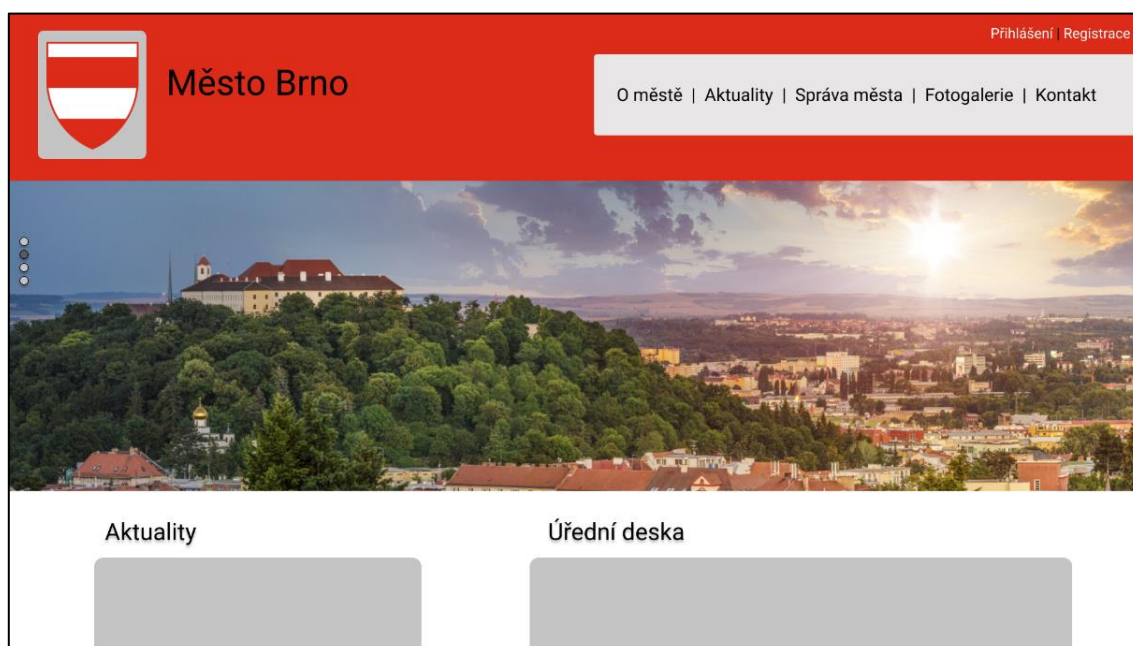 Přihlášení | Registrace
Město Brno
O městě | Aktuality | Správa města | Fotogalerie | Kontakt
Aktuality
Úřední deska